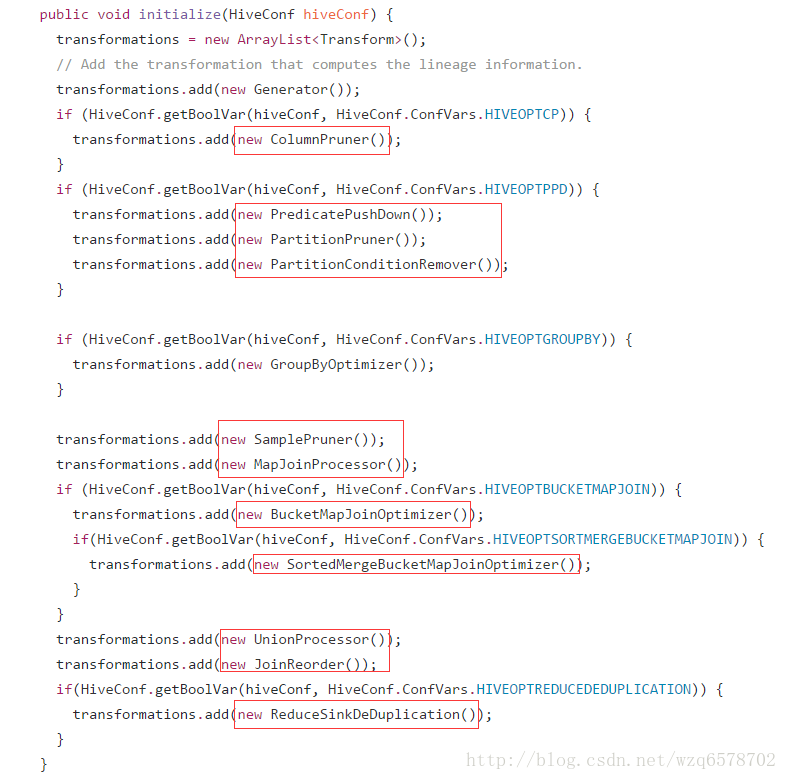 public void initialize(HiveConf hiveConf) {
transformations = new ArrayList<Transform>();
// Add the transformation that computes the lineage information.
transformations.add(new Generator());
if (HiveConf.getBoolVar(hiveConf, HiveConf.ConfVars.HIVEOPTCP)) {
transformations.add(new ColumnPruner());
}
if (HiveConf.getBoolVar(hiveConf, HiveConf.ConfVars.HIVEOPTPPD)) {
transformations.add(new PredicatePushDown());
transformations.add(new PartitionPruner());
transformations.add(new PartitionConditionRemover());
}
if (HiveConf.getBoolVar(hiveConf, HiveConf.ConfVars.HIVEOPTGROUPBY)) {
transformations.add(new GroupByOptimizer());
}
transformations.add(new SamplePruner());
transformations.add(new MapJoinProcessor());
if (HiveConf.getBoolVar(hiveConf, HiveConf.ConfVars.HIVEOPTBUCKETMAPJOIN)) {
transformations.add(new BucketMapJoinOptimizer());
if(HiveConf.getBoolVar(hiveConf, HiveConf.ConfVars.HIVEOPTSORTMERGEBUCKETMAPJOIN)) {
transformations.add(new SortedMergeBucketMapJoinOptimizer());
}
}
transformations.add(new UnionProcessor());
transformations.add(new JoinReorder());
if(HiveConf.getBoolVar(hiveConf, HiveConf.ConfVars.HIVEOPTREDUCEDEDUPLICATION)) {
transformations.add(new ReduceSinkDeDuplication());
}
}
http://blog.csdn.net/wzq6578702